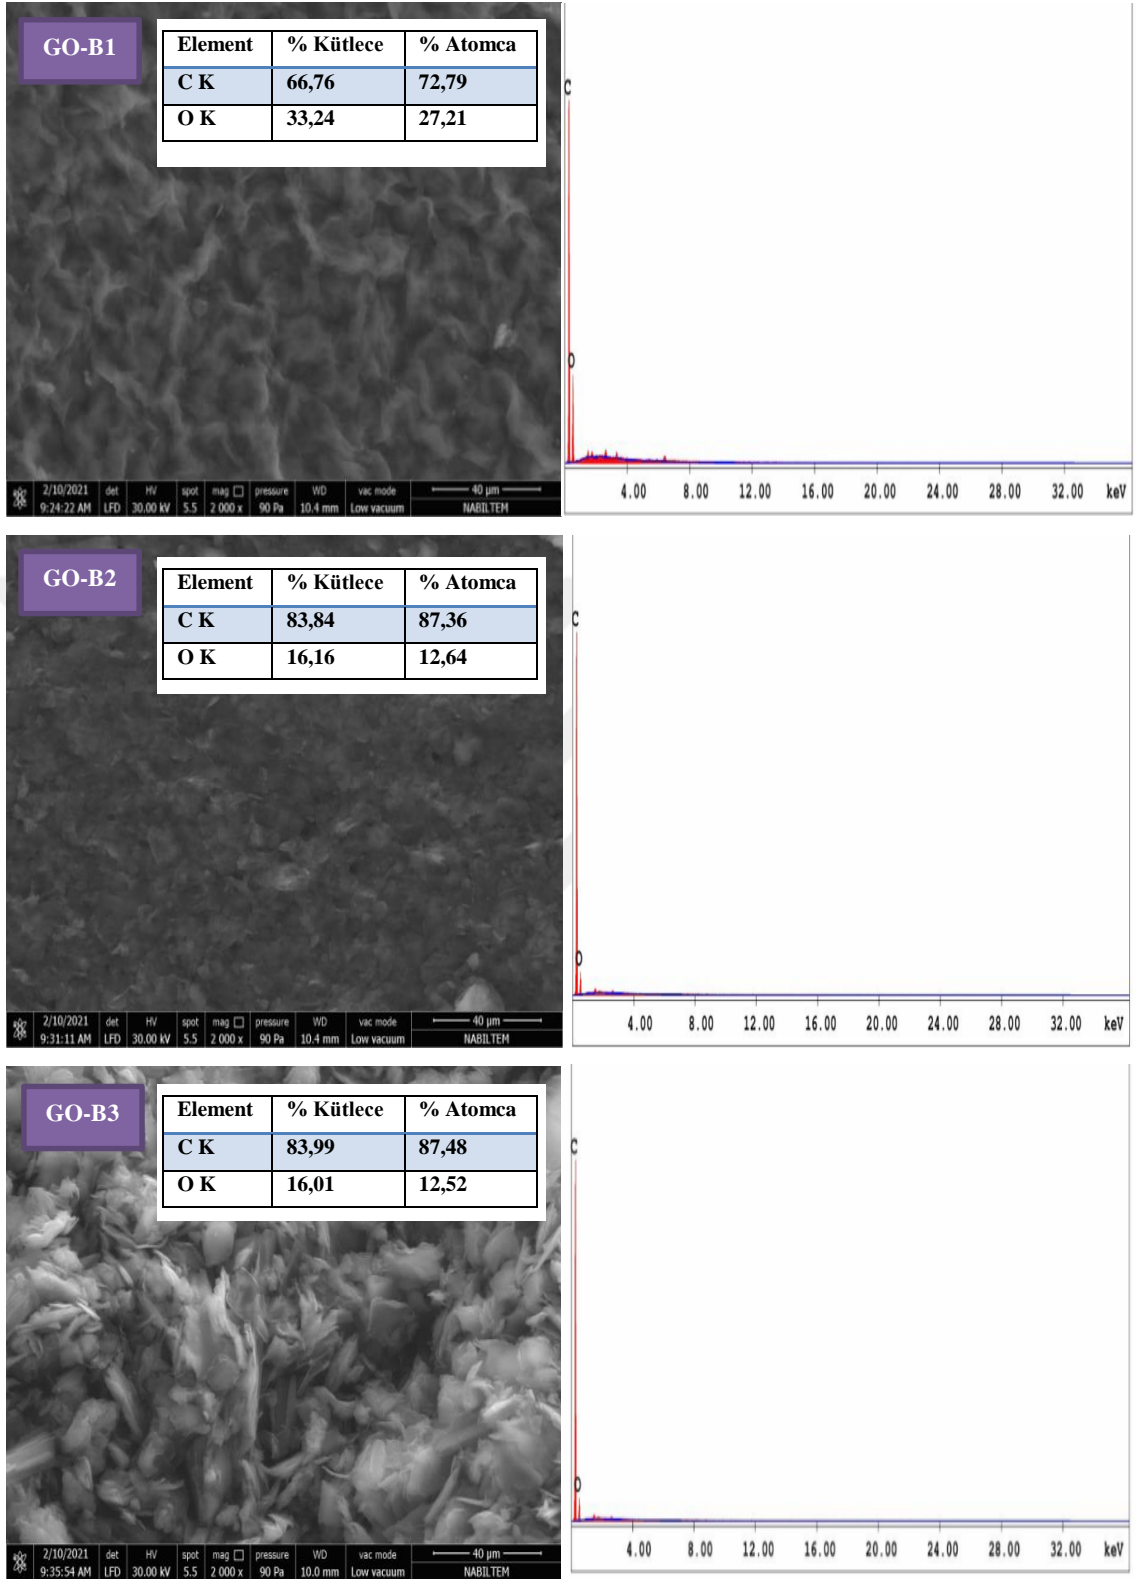 GO-B1
Element % Kütlece % Atomca
C K 66,76 72,79
O K 33,24 27,21
C
O
4.00 8.00 12.00 16.00 20.00 24.00 28.00 32.00 keV
2/10/2021 det HV spot mag pressure WD vac mode 40 µm
9:24:22 AM LFD 30.00 kV 5.5 2 000 x 90 Pa 10.4 mm Low vacuum NABILTEM
GO-B2
Element % Kütlece % Atomca
C K 83,84 87,36
O K 16,16 12,64
C
O
4.00 8.00 12.00 16.00 20.00 24.00 28.00 32.00 keV
2/10/2021 det HV spot mag pressure WD vac mode 40 µm
9:31:11 AM LFD 30.00 kV 5.5 2 000 x 90 Pa 10.4 mm Low vacuum NABILTEM
GO-B3
Element % Kütlece % Atomca
C K 83,99 87,48
O K 16,01 12,52
C
O
4.00 8.00 12.00 16.00 20.00 24.00 28.00 32.00 keV
2/10/2021 det HV spot mag pressure WD vac mode 40 µm
9:35:54 AM LFD 30.00 kV 5.5 2 000 x 90 Pa 10.0 mm Low vacuum NABILTEM